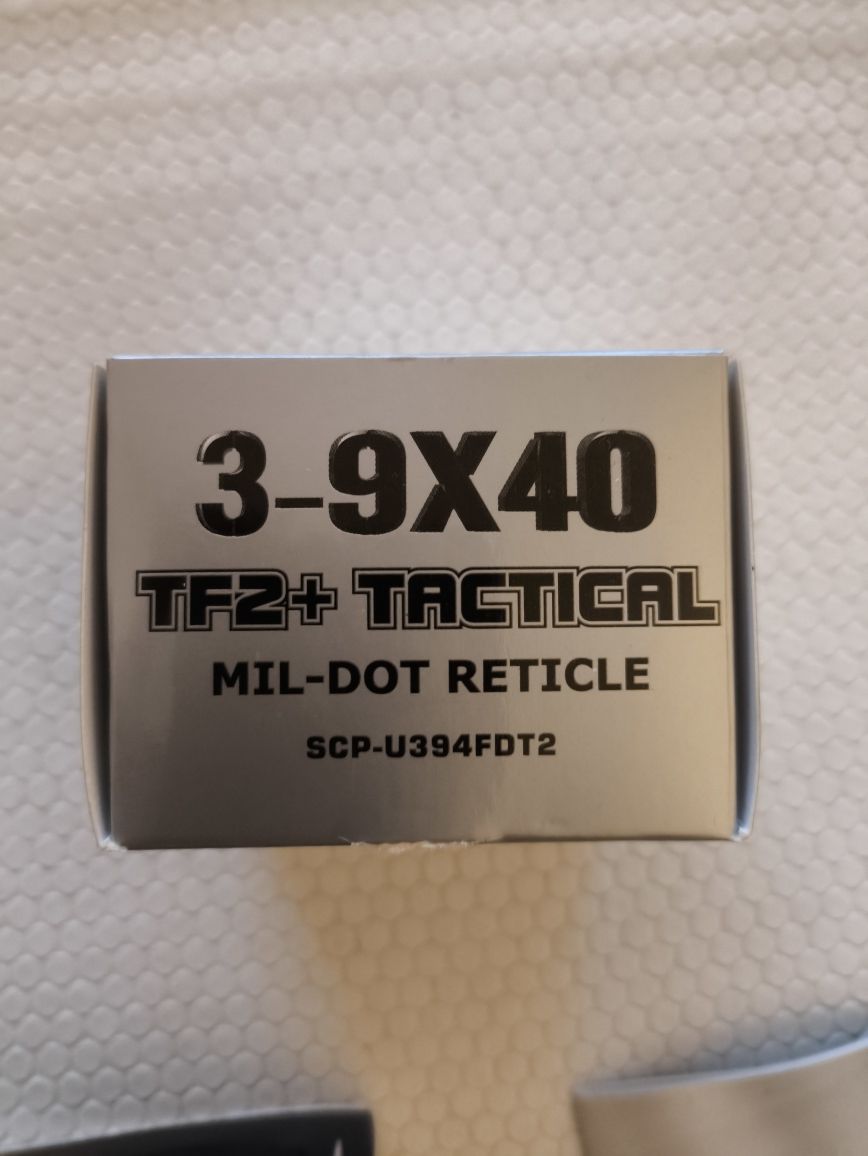 3-9X40
TF2+ TACTICAL
MIL-DOT RETICLE
SCP-U394FDT2